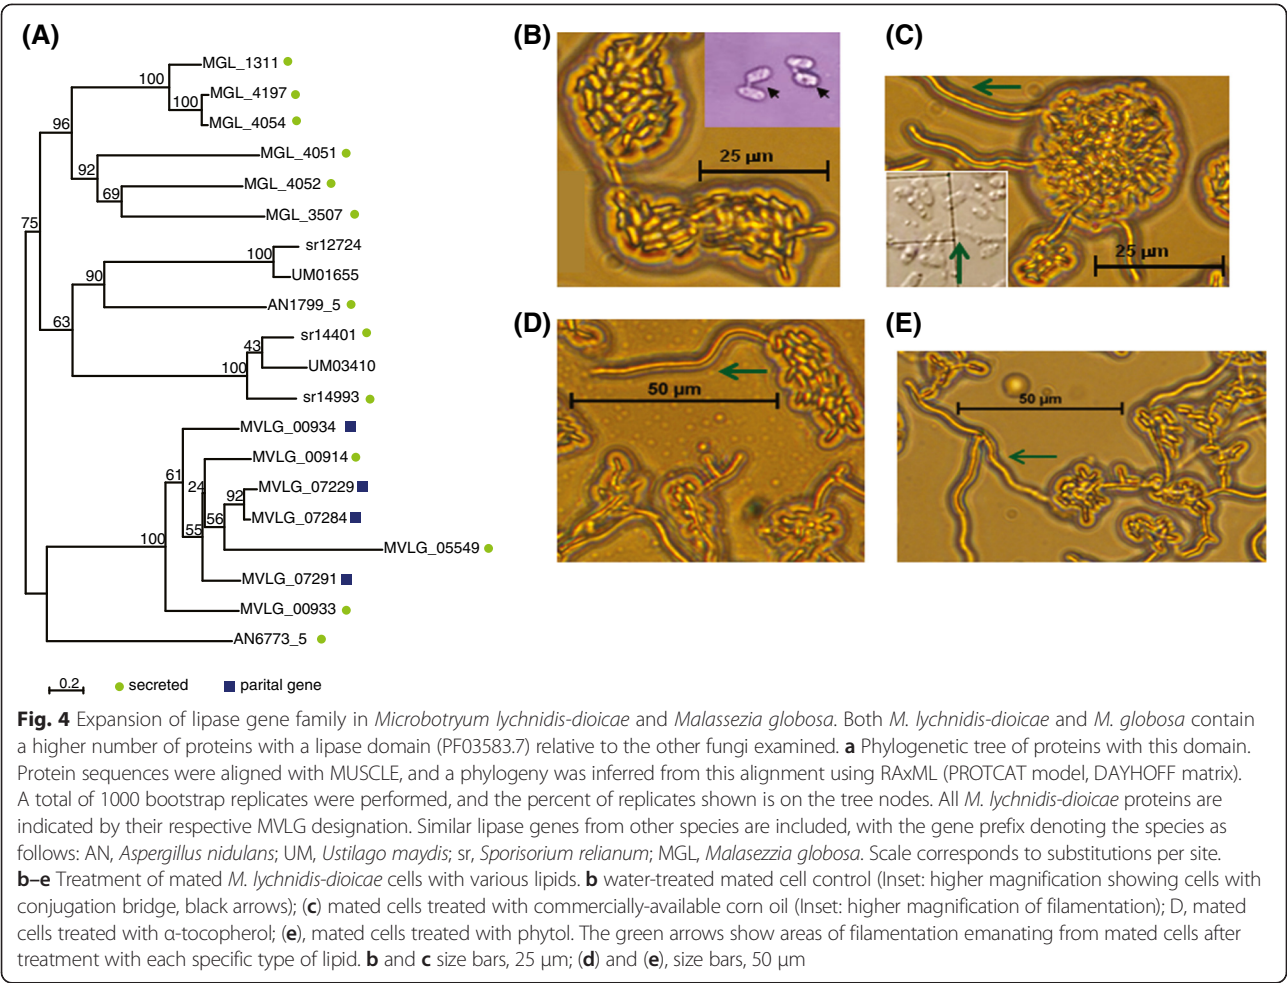 (A)
MGL_1311
MGL_4197
MGL_4054
MGL_4051
MGL_4052
MGL_3507
sr12724
UM01655
AN1799_5
sr14401
UM03410
sr14993
MVLG_00934
MVLG_00914
MVLG_07229
MVLG_07284
MVLG_05549
MVLG_07291
MVLG_00933
AN6773_5
100
100
96
92
69
75
100
90
63
43
100
61
24
92
56
55
100
0.2
secreted
parital gene
(B)
25 µm
(C)
25 µm
(D)
50 µm
(E)
50 µm
Fig. 4 Expansion of lipase gene family in Microbotryum lychnidis-dioicae and Malassezia globosa. Both M. lychnidis-dioicae and M. globosa contain
a higher number of proteins with a lipase domain (PF03583.7) relative to the other fungi examined. a Phylogenetic tree of proteins with this domain.
Protein sequences were aligned with MUSCLE, and a phylogeny was inferred from this alignment using RAxML (PROTCAT model, DAYHOFF matrix).
A total of 1000 bootstrap replicates were performed, and the percent of replicates shown is on the tree nodes. All M. lychnidis-dioicae proteins are
indicated by their respective MVLG designation. Similar lipase genes from other species are included, with the gene prefix denoting the species as
follows: AN, Aspergillus nidulans; UM, Ustilago maydis; sr, Sporisorium relianum; MGL, Malasezzia globosa. Scale corresponds to substitutions per site.
b–e Treatment of mated M. lychnidis-dioicae cells with various lipids. b water-treated mated cell control (Inset: higher magnification showing cells with
conjugation bridge, black arrows); (c) mated cells treated with commercially-available corn oil (Inset: higher magnification of filamentation); D, mated
cells treated with α-tocopherol; (e), mated cells treated with phytol. The green arrows show areas of filamentation emanating from mated cells after
treatment with each specific type of lipid. b and c size bars, 25 µm; (d) and (e), size bars, 50 µm